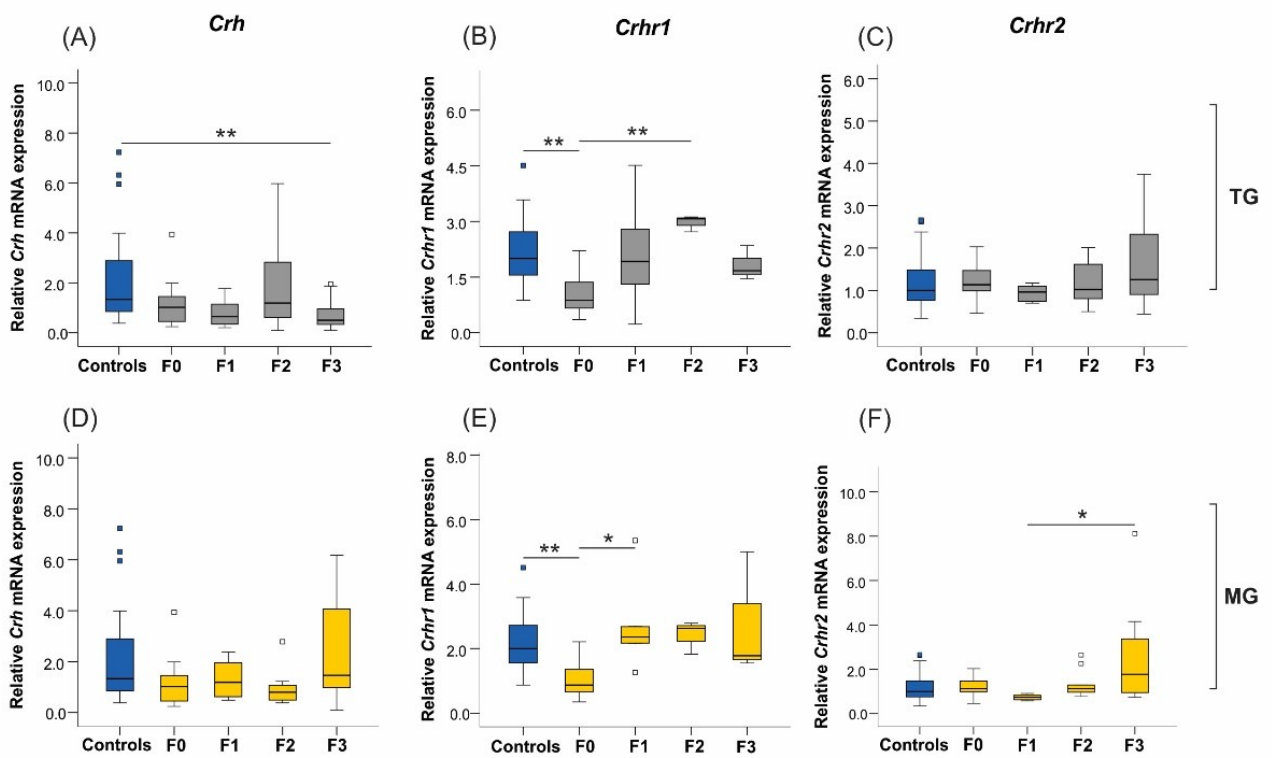 Crh
Crhr1
Crhr2
(A)
(B)
(C)
Relative Crh mRNA expression
10.0
8.0
6.0
4.0
2.0
0.0
**
Controls F0 F1 F2 F3
Relative Crhr1 mRNA expression
6.0
4.5
3.0
1.5
0.0
** **
Controls F0 F1 F2 F3
Relative Crhr2 mRNA expression
6.0
5.0
4.0
3.0
2.0
1.0
0.0
Controls F0 F1 F2 F3
TG
(D)
(E)
(F)
Relative Crh mRNA expression
10.0
8.0
6.0
4.0
2.0
0.0
Controls F0 F1 F2 F3
Relative Crhr1 mRNA expression
8.0
6.0
4.0
2.0
0.0
** *
Controls F0 F1 F2 F3
Relative Crhr2 mRNA expression
10.0
8.0
6.0
4.0
2.0
0.0
*
Controls F0 F1 F2 F3
MG